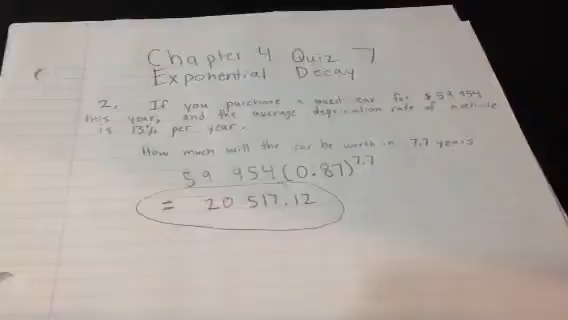 Chapter 4 Quiz 7
Exponential Decay
2. If you purchase a used car for $59 954
this year, and the average depriciation rate of a vehicle
is 13% per year.
How much will the car be worth in 7.7 years
59 954(0.87)^7.7
= 20 517.12